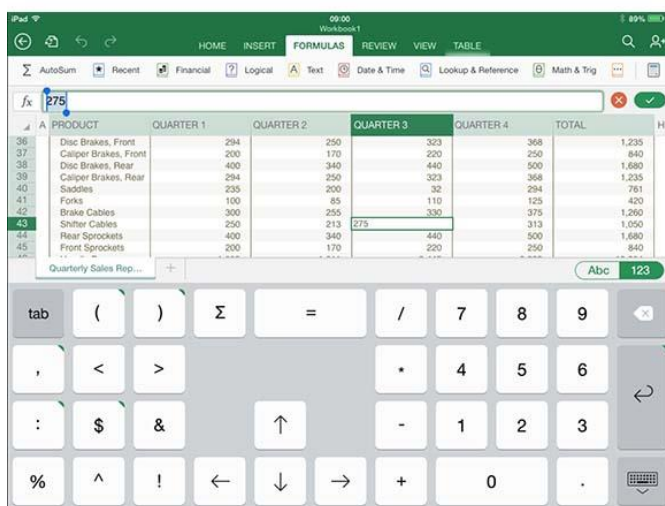 iPad 09:00 89%
Workbook1
HOME INSERT FORMULAS REVIEW VIEW TABLE
Σ AutoSum Recent Financial ? Logical A Text Date & Time Lookup & Reference θ Math & Trig
fx 275
A PRODUCT QUARTER 1 QUARTER 2 QUARTER 3 QUARTER 4 TOTAL H
36 Disc Brakes, Front 294 250 323 368 1,235
37 Caliper Brakes, Front 200 170 220 250 840
38 Disc Brakes, Rear 400 340 440 500 1,680
39 Caliper Brakes, Rear 294 250 323 368 1,235
40 Saddles 235 200 32 294 761
41 Forks 100 85 110 125 420
42 Brake Cables 300 255 330 375 1,260
43 Shifter Cables 250 213 275 313 1,050
44 Rear Sprockets 400 340 440 500 1,680
45 Front Sprockets 200 170 220 250 840
Quarterly Sales Rep... + Abc 123
tab ( ) Σ = / 7 8 9
, < > * 4 5 6
: $ & ↑ - 1 2 3
% ^ ! ← ↓ → + 0 .